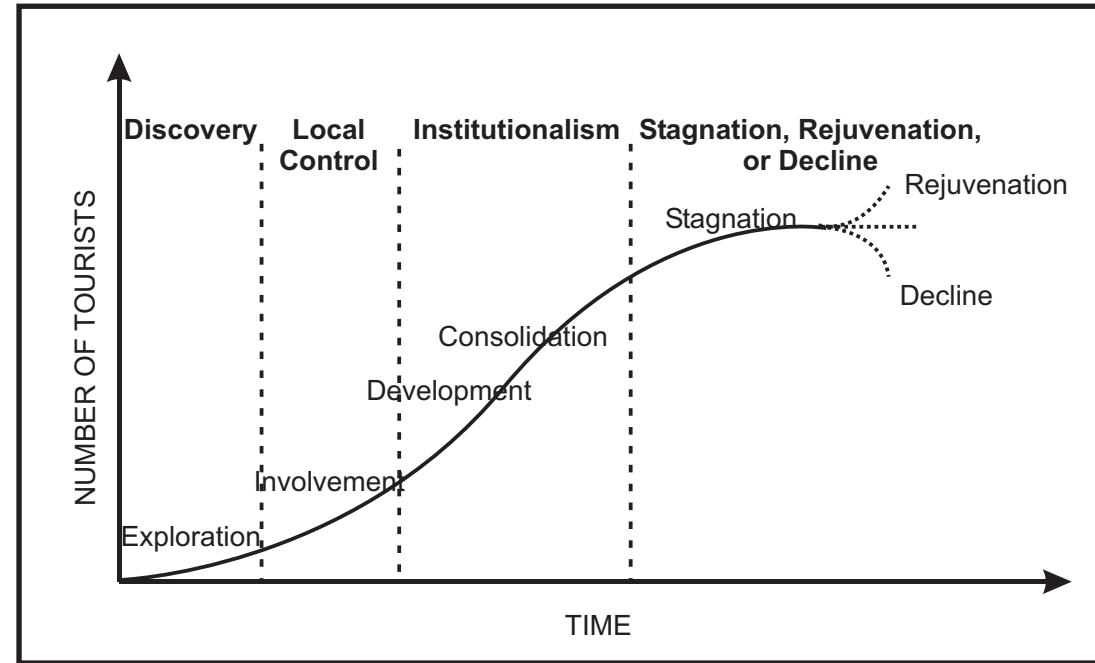 Discovery
Local
Control
Institutionalism
Stagnation, Rejuvenation,
or Decline
Rejuvenation
Stagnation
Decline
Consolidation
Development
Involvement
Exploration
NUMBER OF TOURISTS
TIME